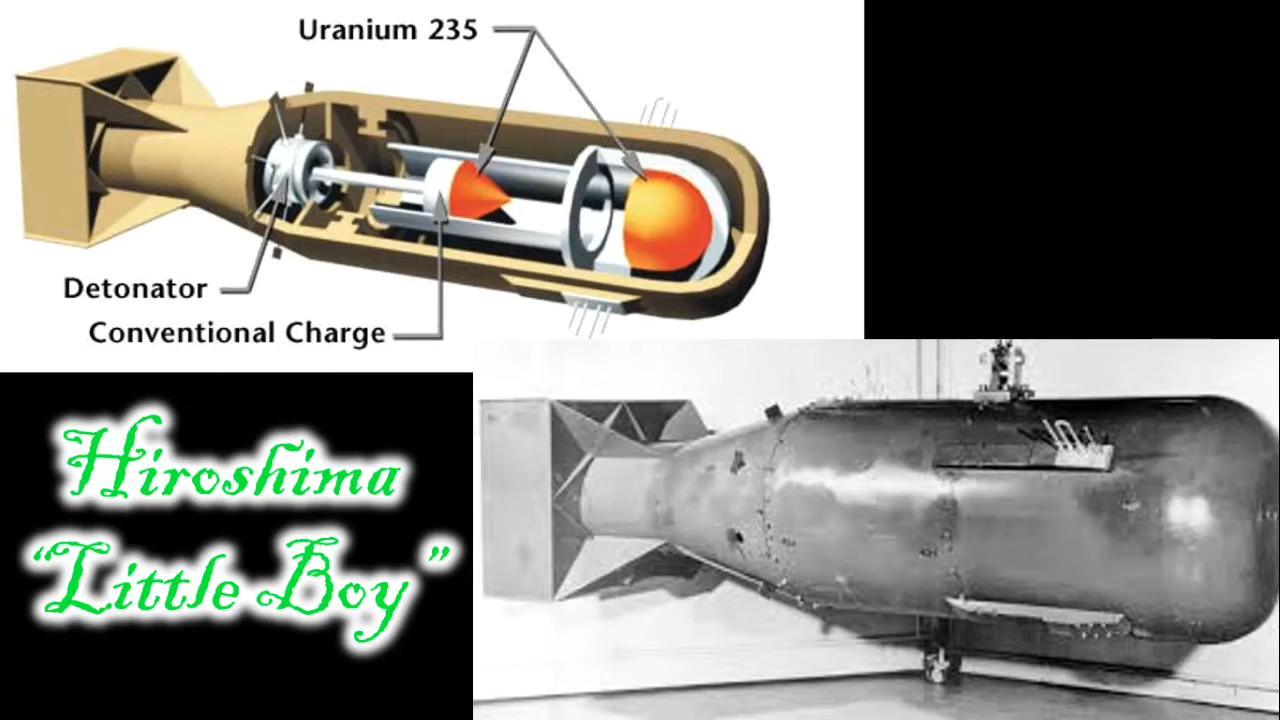 Uranium 235
Detonator
Conventional Charge
Hiroshima
“Little Boy”